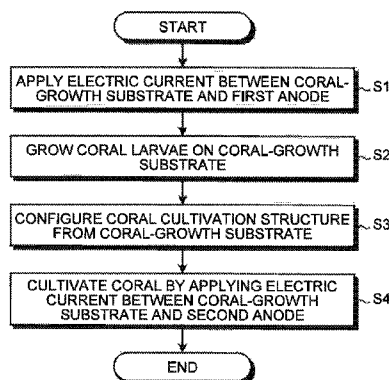 START
APPLY ELECTRIC CURRENT BETWEEN CORAL-
GROWTH SUBSTRATE AND FIRST ANODE
S1
GROW CORAL LARVAE ON CORAL-GROWTH
SUBSTRATE
S2
CONFIGURE CORAL CULTIVATION STRUCTURE
FROM CORAL-GROWTH SUBSTRATE
S3
CULTIVATE CORAL BY APPLYING ELECTRIC
CURRENT BETWEEN CORAL-GROWTH
SUBSTRATE AND SECOND ANODE
S4
END